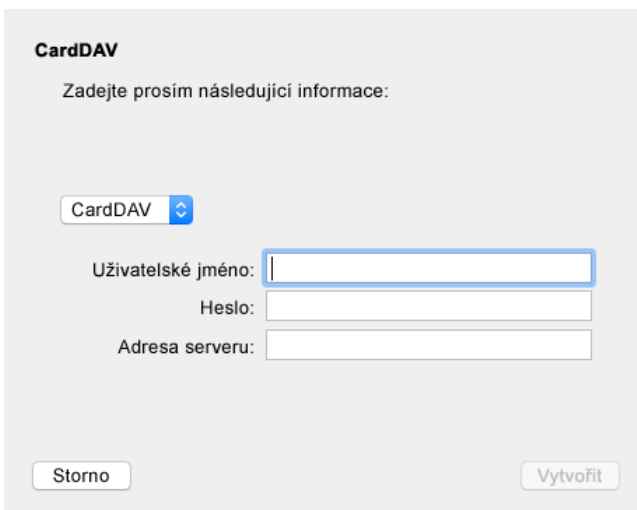 CardDAV
Zadejte prosím následující informace:
CardDAV
Uživatelské jméno:
Heslo:
Adresa serveru:
Storno
Vytvořit